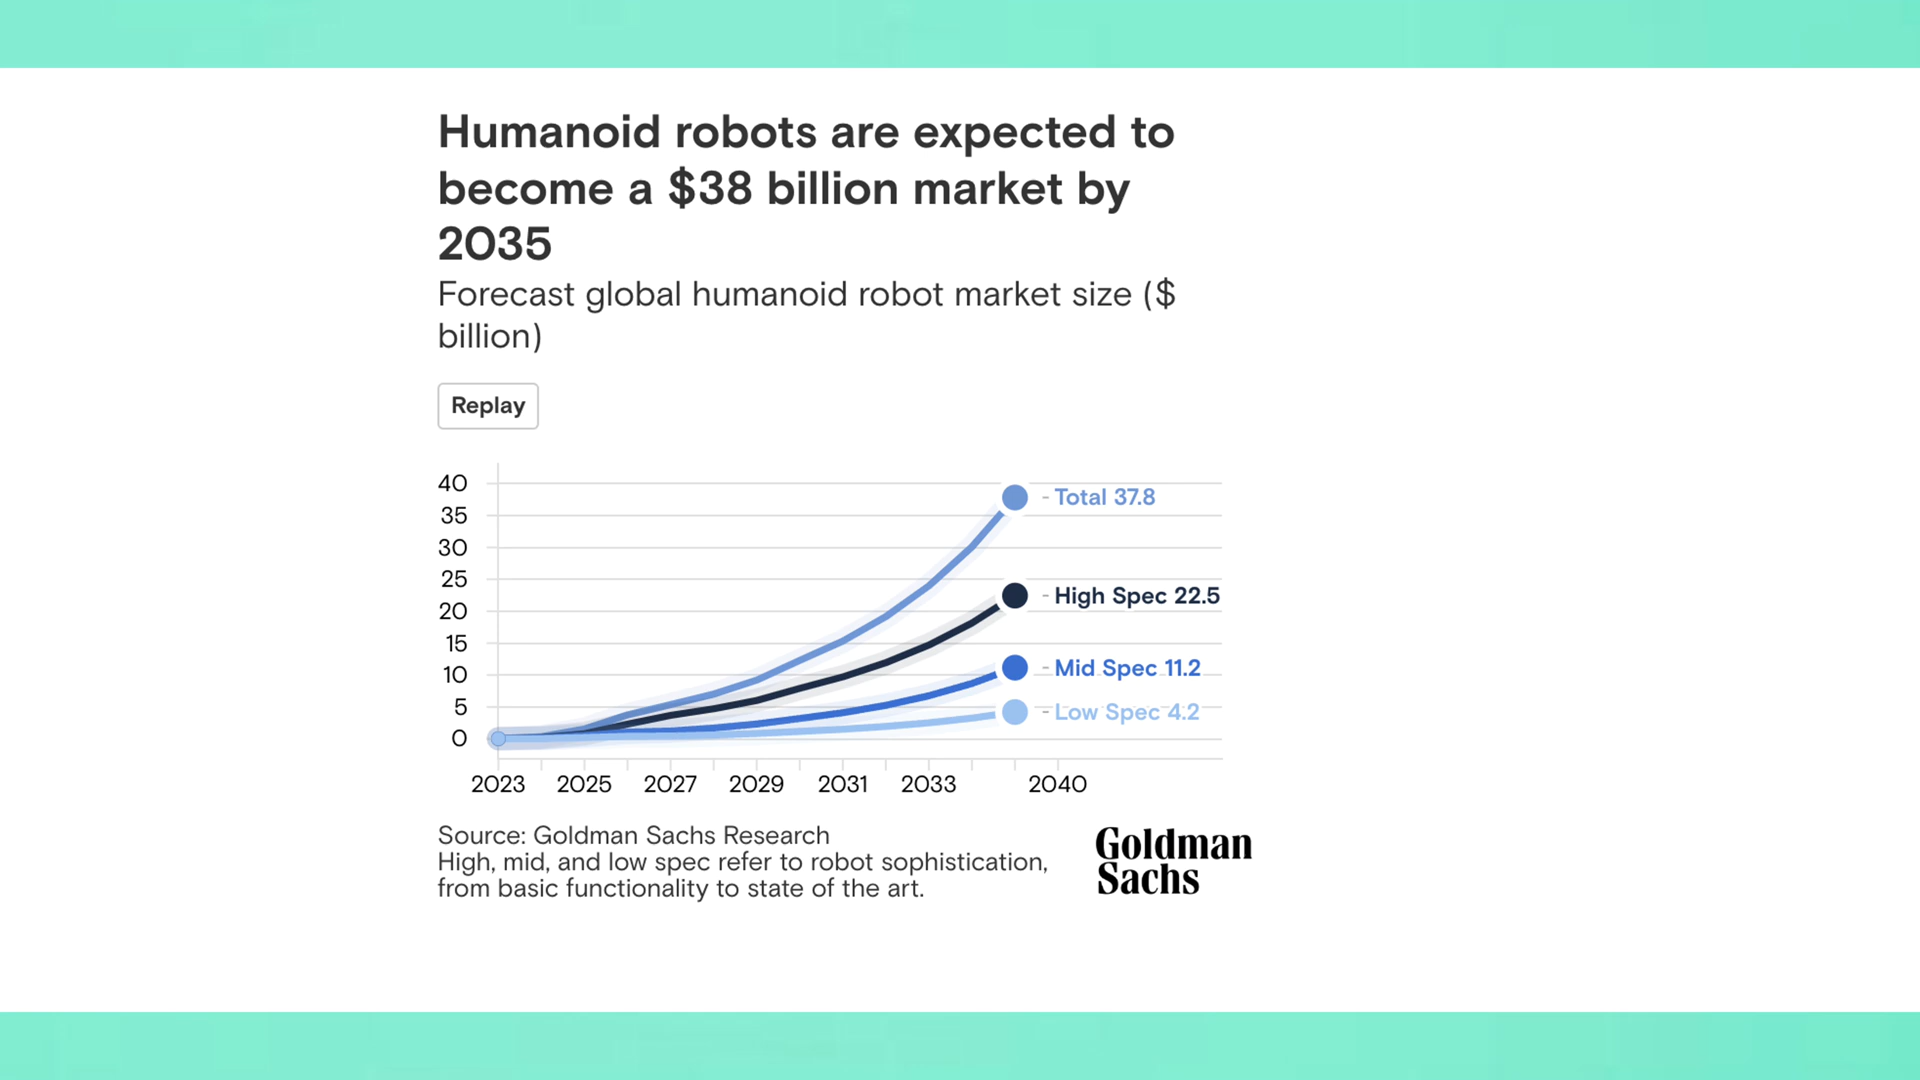 Humanoid robots are expected to
become a $38 billion market by
2035
Forecast global humanoid robot market size ($
billion)
Replay
40
35
30
25
20
15
10
5
0
- Total 37.8
- High Spec 22.5
- Mid Spec 11.2
- Low Spec 4.2
2023 2025 2027 2029 2031 2033 2040
Source: Goldman Sachs Research
High, mid, and low spec refer to robot sophistication,
from basic functionality to state of the art.
Goldman
Sachs